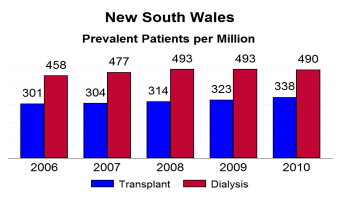 New South Wales
Prevalent Patients per Million
301 458 304 477 314 493 323 493 338 490
2006 2007 2008 2009 2010
Transplant Dialysis